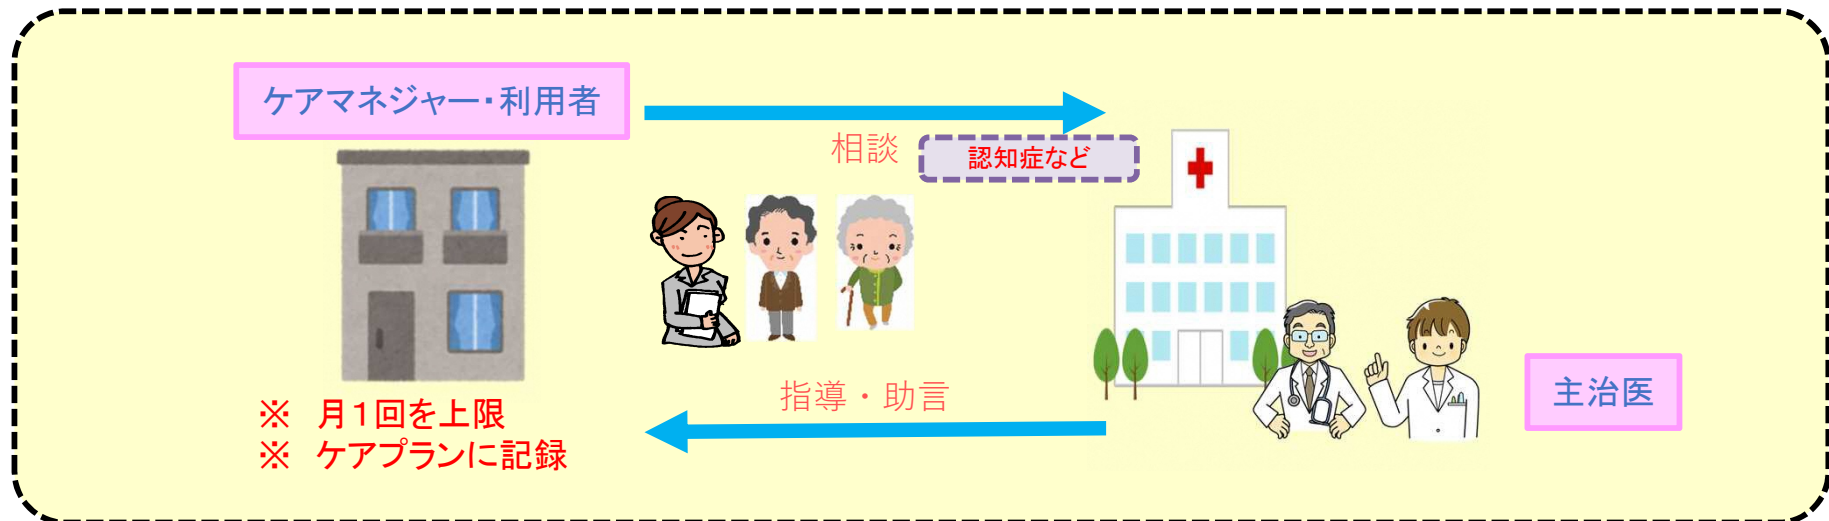 ケアマネジャー・利用者
相談
認知症など
指導・助言
主治医
※　月１回を上限
※　ケアプランに記録